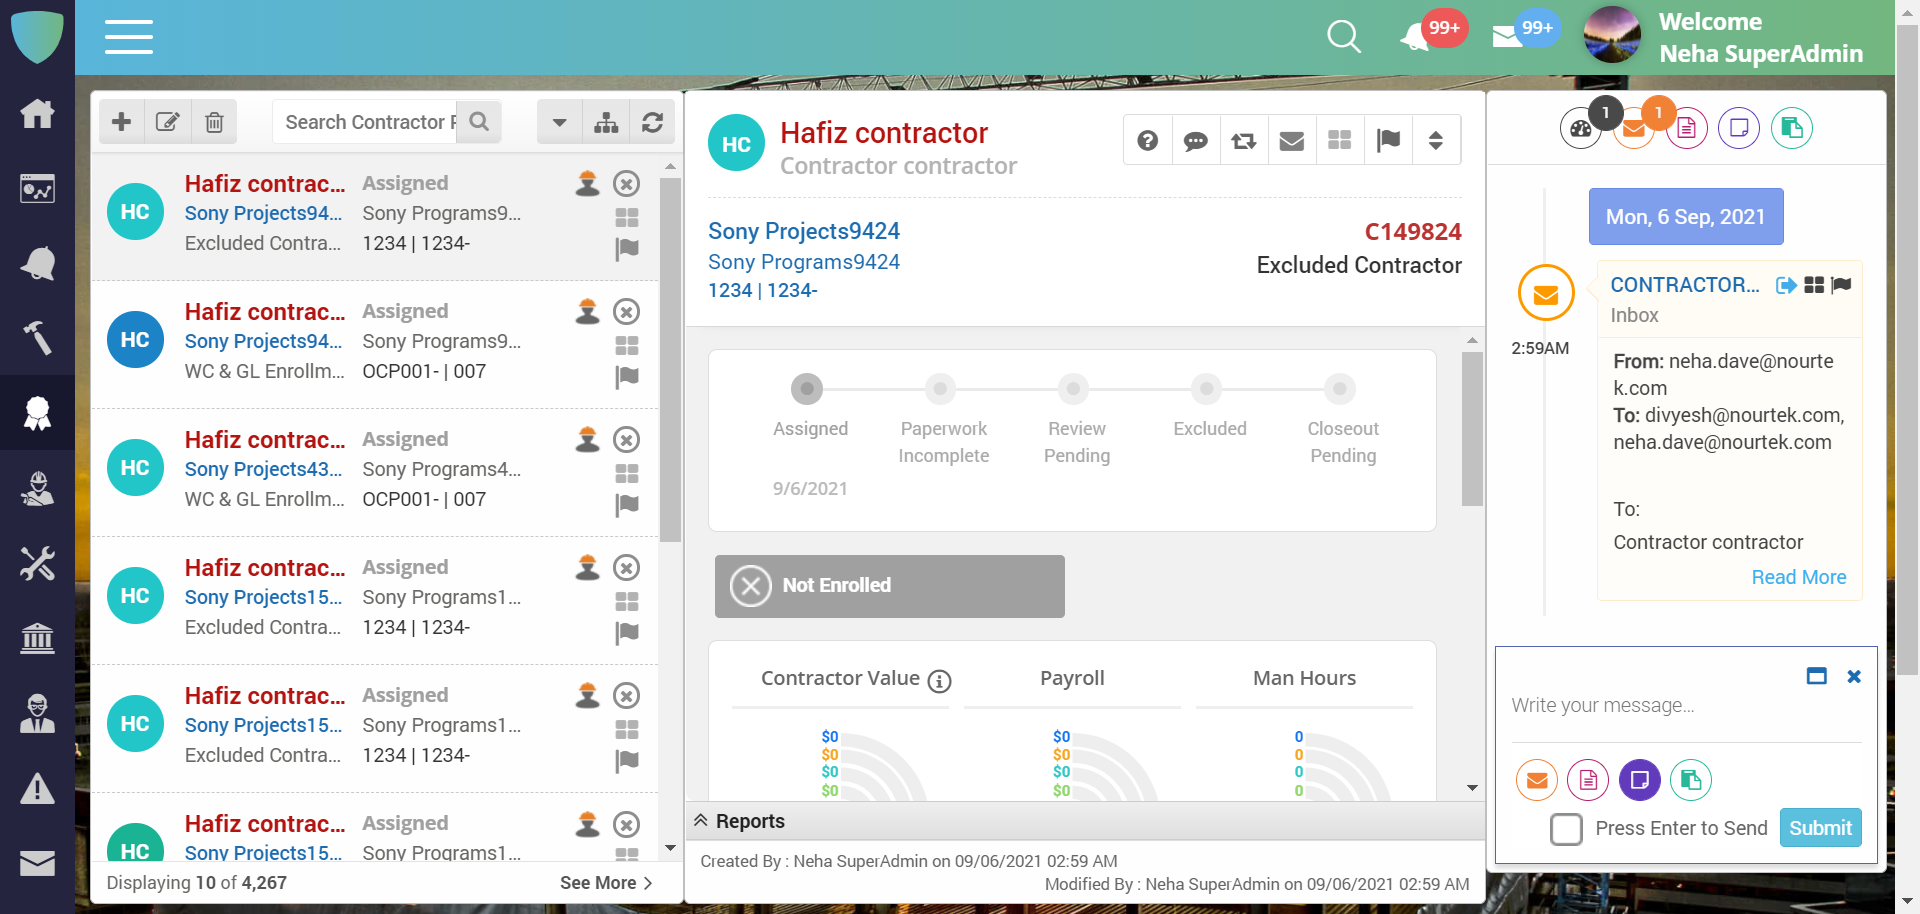 99+
99+
Welcome
Neha SuperAdmin
Search Contractor
HC
Hafiz contrac...
Assigned
Sony Projects94...
Sony Programs9...
Excluded Contra...
1234 | 1234-
HC
Hafiz contrac...
Assigned
Sony Projects94...
Sony Programs9...
WC & GL Enrollm...
OCP001- | 007
HC
Hafiz contrac...
Assigned
Sony Projects43...
Sony Programs4...
WC & GL Enrollm...
OCP001- | 007
HC
Hafiz contrac...
Assigned
Sony Projects15...
Sony Programs1...
Excluded Contra...
1234 | 1234-
HC
Hafiz contrac...
Assigned
Sony Projects15...
Sony Programs1...
Excluded Contra...
1234 | 1234-
HC
Hafiz contrac...
Assigned
Sony Projects15...
Sony Programs1...
Displaying 10 of 4,267
See More
HC
Hafiz contractor
Contractor contractor
Sony Projects9424
C149824
Sony Programs9424
Excluded Contractor
1234 | 1234-
Assigned
Paperwork
Incomplete
Review
Pending
Excluded
Closeout
Pending
9/6/2021
Not Enrolled
Contractor Value
Payroll
Man Hours
$0
$0
$0
$0
$0
$0
$0
$0
0
0
0
0
Reports
Created By : Neha SuperAdmin on 09/06/2021 02:59 AM
Modified By : Neha SuperAdmin on 09/06/2021 02:59 AM
1
1
Mon, 6 Sep, 2021
CONTRACTOR...
Inbox
2:59AM
From: neha.dave@nourte
k.com
To: divyesh@nourtek.com,
neha.dave@nourtek.com
To:
Contractor contractor
Read More
Write your message...
Press Enter to Send
Submit